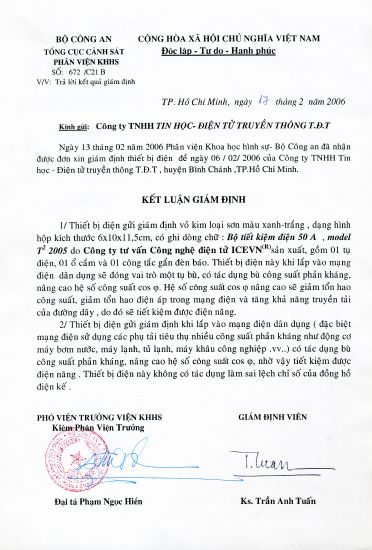 BỘ CÔNG AN
CỘNG HÒA XÃ HỘI CHỦ NGHĨA VIỆT NAM
TỔNG CỤC CẢNH SÁT
Độc lập - Tự do - Hạnh phúc
PHÂN VIỆN KHHS
SỐ: 672 /C21 B
V/V: Trả lời kết quả giám định
TP. Hồ Chí Minh, ngày 17 tháng 2 năm 2006
Kính gửi: Công ty TNHH TIN HỌC- ĐIỆN TỬ TRUYỀN THÔNG T.Đ.T
Ngày 13 tháng 02 năm 2006 Phân viện Khoa học hình sự- Bộ Công an đã nhận
được đơn xin giám định thiết bị điện đề ngày 06 / 02/ 2006 của Công ty TNHH Tin
học - Điện tử truyền thông T.Đ.T , huyện Bình Chánh ,TP.Hồ Chí Minh.
KẾT LUẬN GIÁM ĐỊNH
1/ Thiết bị điện gửi giám định vỏ kim loại sơn màu xanh-trắng , dạng hình
hộp kích thước 6x10x11,5cm, có ghi dòng chữ : Bộ tiết kiệm điện 50 A , model
T² 2005 do Công ty tư vấn Công nghệ điện tử ICEVN(R)sản xuất, gồm 01 tụ
điện, 01 ổ cắm và 01 công tắc gắn đèn báo. Thiết bị này khi lắp vào mạng
điện dân dụng sẽ đóng vai trò một tụ bù, có tác dụng bù công suất phản kháng,
nâng cao hệ số công suất cos φ. Hệ số công suất cos φ nâng cao sẽ giảm tổn hao
công suất, giảm tổn hao điện áp trong mạng điện và tăng khả năng truyền tải
của đường dây , do đó sẽ tiết kiệm được điện năng.
2/ Thiết bị điện gửi giám định khi lắp vào mạng điện dân dụng ( đặc biệt
mạng điện sử dụng các phụ tải tiêu thụ nhiều công suất phản kháng như động cơ
máy bơm nước, máy lạnh, tủ lạnh, máy khâu công nghiệp .vv..) có tác dụng bù
công suất phản kháng, nâng cao hệ số công suất cos φ, nhờ vậy tiết kiệm được
điện năng . Thiết bị điện này không có tác dụng làm sai lệch chỉ số của đồng hồ
điện kế .
PHÓ VIỆN TRƯỞNG VIỆN KHHS
GIÁM ĐỊNH VIÊN
Kiêm Phân Viện Trưởng
T.tuan
Đại tá Phạm Ngọc Hiền
Ks. Trần Anh Tuấn